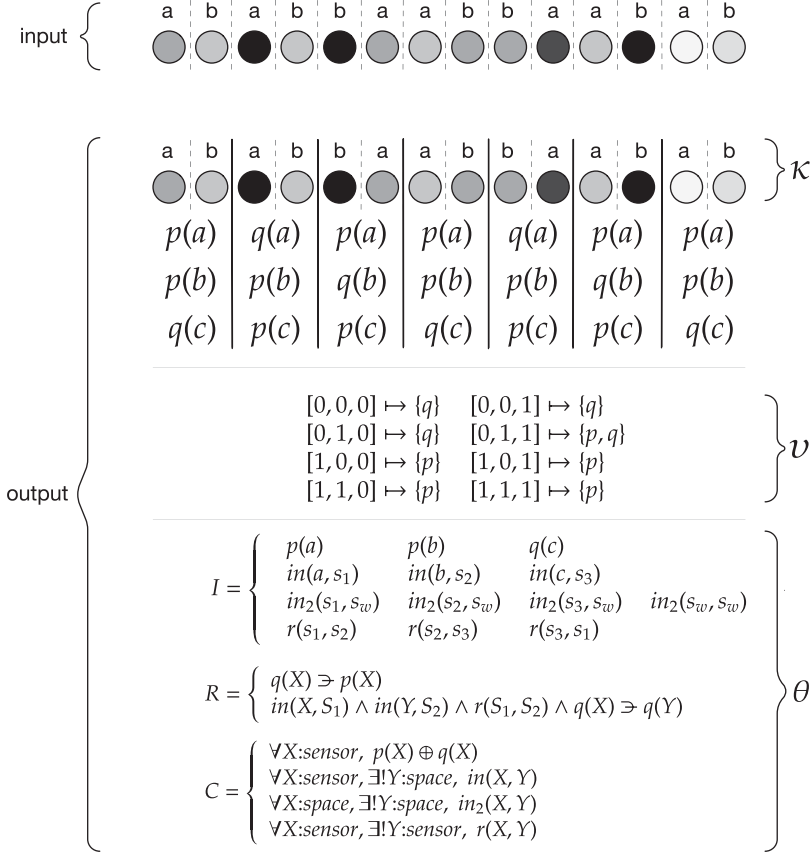 a b a b b a a b b a a b a b
input
a b a b b a a b b a a b a b
κ
p(a) q(a) p(a) p(a) q(a) p(a) p(a)
p(b) p(b) q(b) p(b) p(b) q(b) p(b)
q(c) p(c) p(c) q(c) p(c) p(c) q(c)
[0,0,0] ↦ {q} [0,0,1] ↦ {q}
[0,1,0] ↦ {q} [0,1,1] ↦ {p,q}
υ
[1,0,0] ↦ {p} [1,0,1] ↦ {p}
[1,1,0] ↦ {p} [1,1,1] ↦ {p}
output
p(a) p(b) q(c)
in(a,s₁) in(b,s₂) in(c,s₃)
I =
in₂(s₁,s_w) in₂(s₂,s_w) in₂(s₃,s_w) in₂(s_w,s_w)
r(s₁,s₂) r(s₂,s₃) r(s₃,s₁)
R =
q(X) ∋ p(X)
in(X,S₁) ∧ in(Y,S₂) ∧ r(S₁,S₂) ∧ q(X) ∋ q(Y)
θ
C =
∀X:sensor, p(X) ⊕ q(X)
∀X:sensor, ∃!Y:space, in(X,Y)
∀X:space, ∃!Y:space, in₂(X,Y)
∀X:sensor, ∃!Y:sensor, r(X,Y)